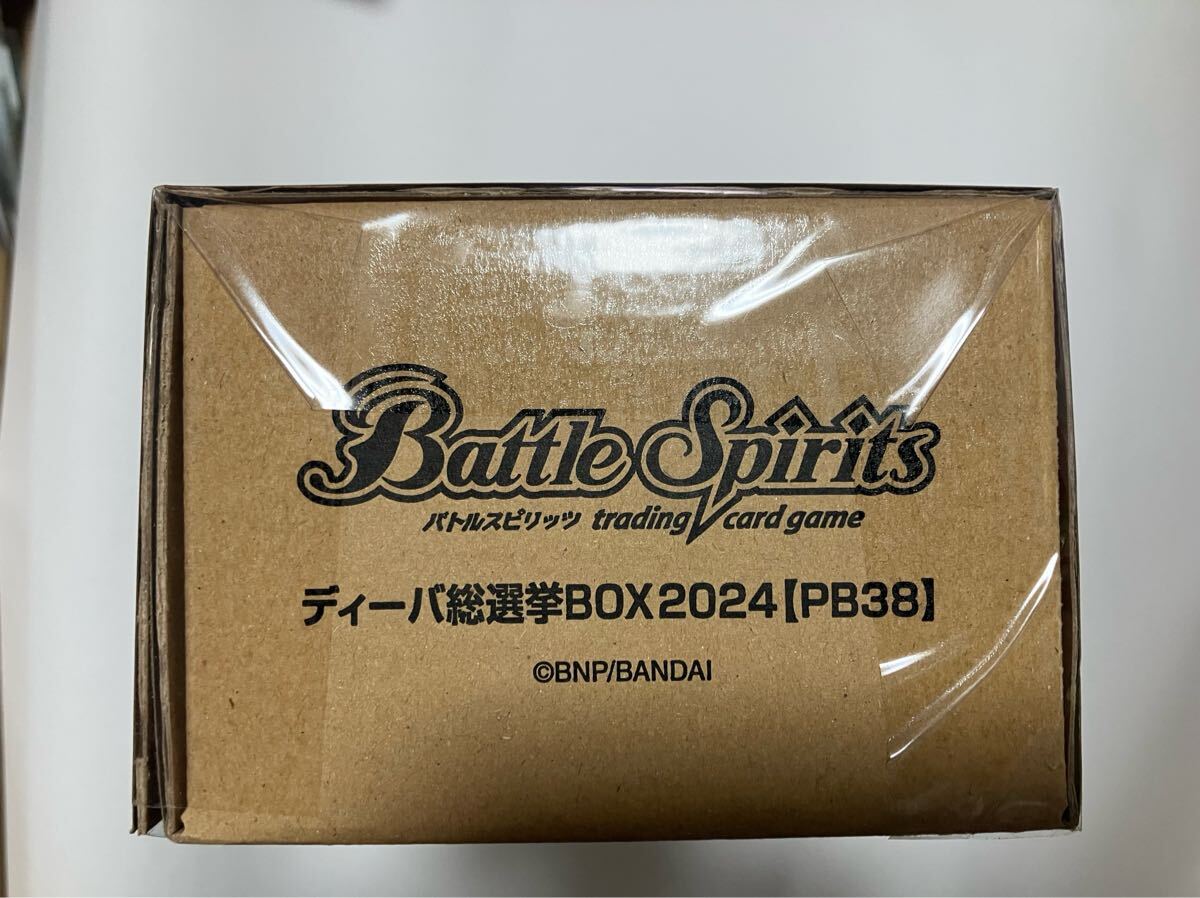 Battle Spirits
バトルスピリッツ trading card game
ディーバ総選挙BOX2024【PB38】
©BNP/BANDAI